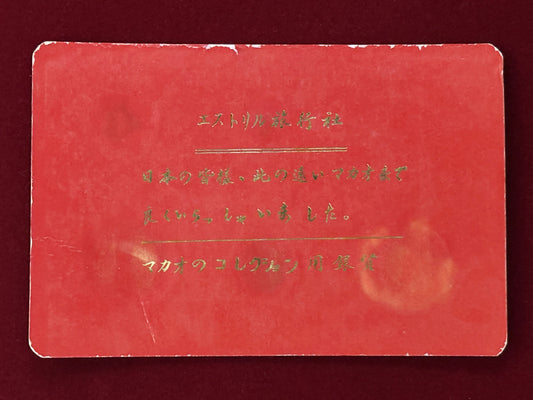 エストリル旅行社
日本の皆様、此の遠いマカオまで
よくいらっしゃいました。
マカオのコレクション用銀貨